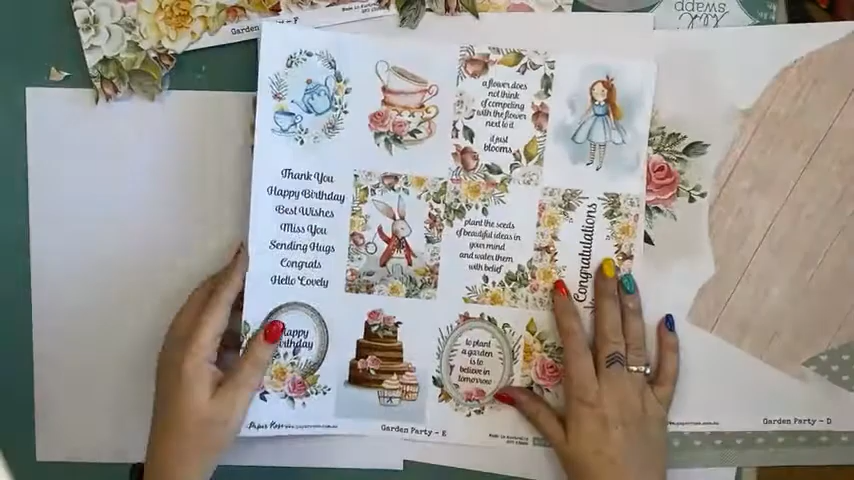 Garden Party - F
swaps
a flower does
not think
of competing
with the flower
next to it
it just
blooms
Thank You
Happy Birthday
Best Wishes
Miss You
Sending Hugs
Congrats
Hello Lovely
plant the seeds
of beautiful ideas in
your mind
and water them
with belief
Congratulations
happy
birthday
to plant
a garden
is to
believe in
tomorrow
Paper Rose
Garden Party - E
Garden Party - D